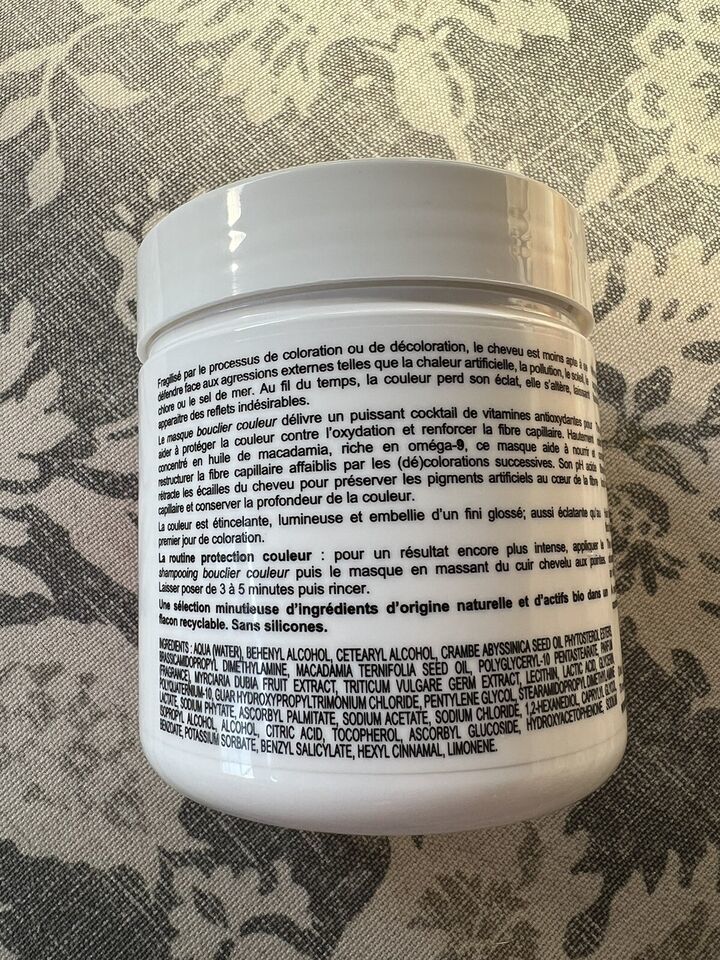 Fragilisé par le processus de coloration ou de décoloration, le cheveu est moins apte à se
défendre face aux agressions externes telles que la chaleur artificielle, la pollution, le soleil, le
chlore ou le sel de mer. Au fil du temps, la couleur perd son éclat, elle s'altère, laissant
apparaître des reflets indésirables.
Le masque bouclier couleur délivre un puissant cocktail de vitamines antioxydantes pour
aider à protéger la couleur contre l'oxydation et renforcer la fibre capillaire. Hautement
concentré en huile de macadamia, riche en oméga-9, ce masque aide à nourrir et
restructurer la fibre capillaire affaiblis par les (dé)colorations successives. Son pH acide
rétracte les écailles du cheveu pour préserver les pigments artificiels au cœur de la fibre
capillaire et conserver la profondeur de la couleur.
La couleur est étincelante, lumineuse et embellie d'un fini glossé; aussi éclatante qu'au
premier jour de coloration.
La routine protection couleur : pour un résultat encore plus intense, appliquer le
shampooing bouclier couleur puis le masque en massant du cuir chevelu aux pointes.
Laisser poser de 3 à 5 minutes puis rincer.
Une sélection minutieuse d'ingrédients d'origine naturelle et d'actifs bio dans un
flacon recyclable. Sans silicones.
INGREDIENTS : AQUA (WATER), BEHENYL ALCOHOL, CETEARYL ALCOHOL, CRAMBE ABYSSINICA SEED OIL PHYTOSTEROL ESTERS,
BRASSICAMIDOPROPYL DIMETHYLAMINE, MACADAMIA TERNIFOLIA SEED OIL, POLYGLYCERYL-10 PENTASTEARATE, PARFUM
(FRAGRANCE), MYRCIARIA DUBIA FRUIT EXTRACT, TRITICUM VULGARE GERM EXTRACT, LECITHIN, LACTIC ACID, GLYCERIN,
POLYQUATERNIUM-10, GUAR HYDROXYPROPYLTRIMONIUM CHLORIDE, PENTYLENE GLYCOL, STEARAMIDOPROPYL DIMETHYLAMINE
LACTATE, SODIUM PHYTATE, ASCORBYL PALMITATE, SODIUM ACETATE, SODIUM CHLORIDE, 1,2-HEXANEDIOL, CAPRYLYL GLYCOL,
ISOPROPYL ALCOHOL, ALCOHOL, CITRIC ACID, TOCOPHEROL, ASCORBYL GLUCOSIDE, HYDROXYACETOPHENONE, SODIUM
BENZOATE, POTASSIUM SORBATE, BENZYL SALICYLATE, HEXYL CINNAMAL, LIMONENE.